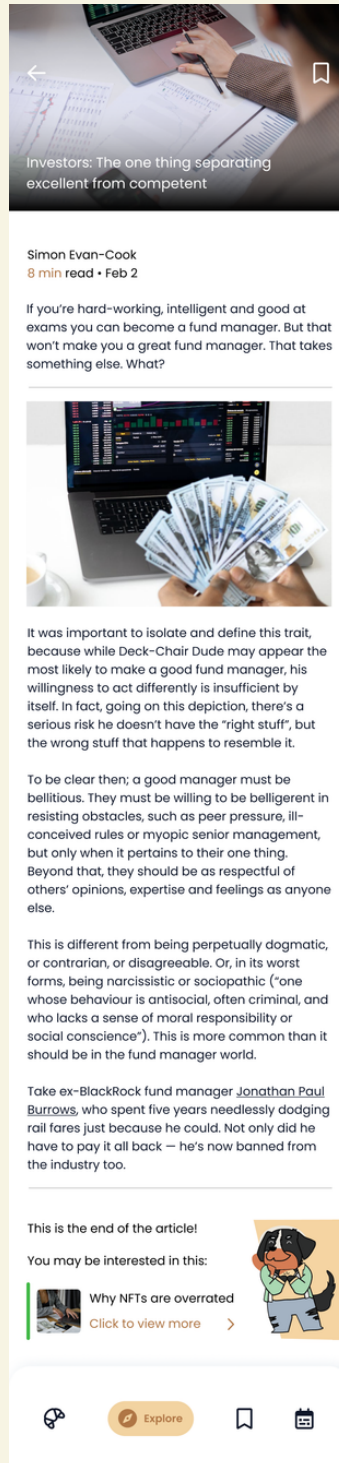 Investors: The one thing separating
excellent from competent
Simon Evan-Cook
8 min read • Feb 2
If you’re hard-working, intelligent and good at
exams you can become a fund manager. But that
won’t make you a great fund manager. That takes
something else. What?
It was important to isolate and define this trait,
because while Deck-Chair Dude may appear the
most likely to make a good fund manager, his
willingness to act differently is insufficient by
itself. In fact, going on this depiction, there’s a
serious risk he doesn’t have the “right stuff”, but
the wrong stuff that happens to resemble it.
To be clear then; a good manager must be
bellitious. They must be willing to be belligerent in
resisting obstacles, such as peer pressure, ill-
conceived rules or myopic senior management,
but only when it pertains to their one thing.
Beyond that, they should be as respectful of
others’ opinions, expertise and feelings as anyone
else.
This is different from being perpetually dogmatic,
or contrarian, or disagreeable. Or, in its worst
forms, being narcissistic or sociopathic (“one
whose behaviour is antisocial, often criminal, and
who lacks a sense of moral responsibility or
social conscience”). This is more common than it
should be in the fund manager world.
Take ex-BlackRock fund manager Jonathan Paul
Burrows, who spent five years needlessly dodging
rail fares just because he could. Not only did he
have to pay it all back — he’s now banned from
the industry too.
This is the end of the article!
You may be interested in this:
Why NFTs are overrated
Click to view more
Explore